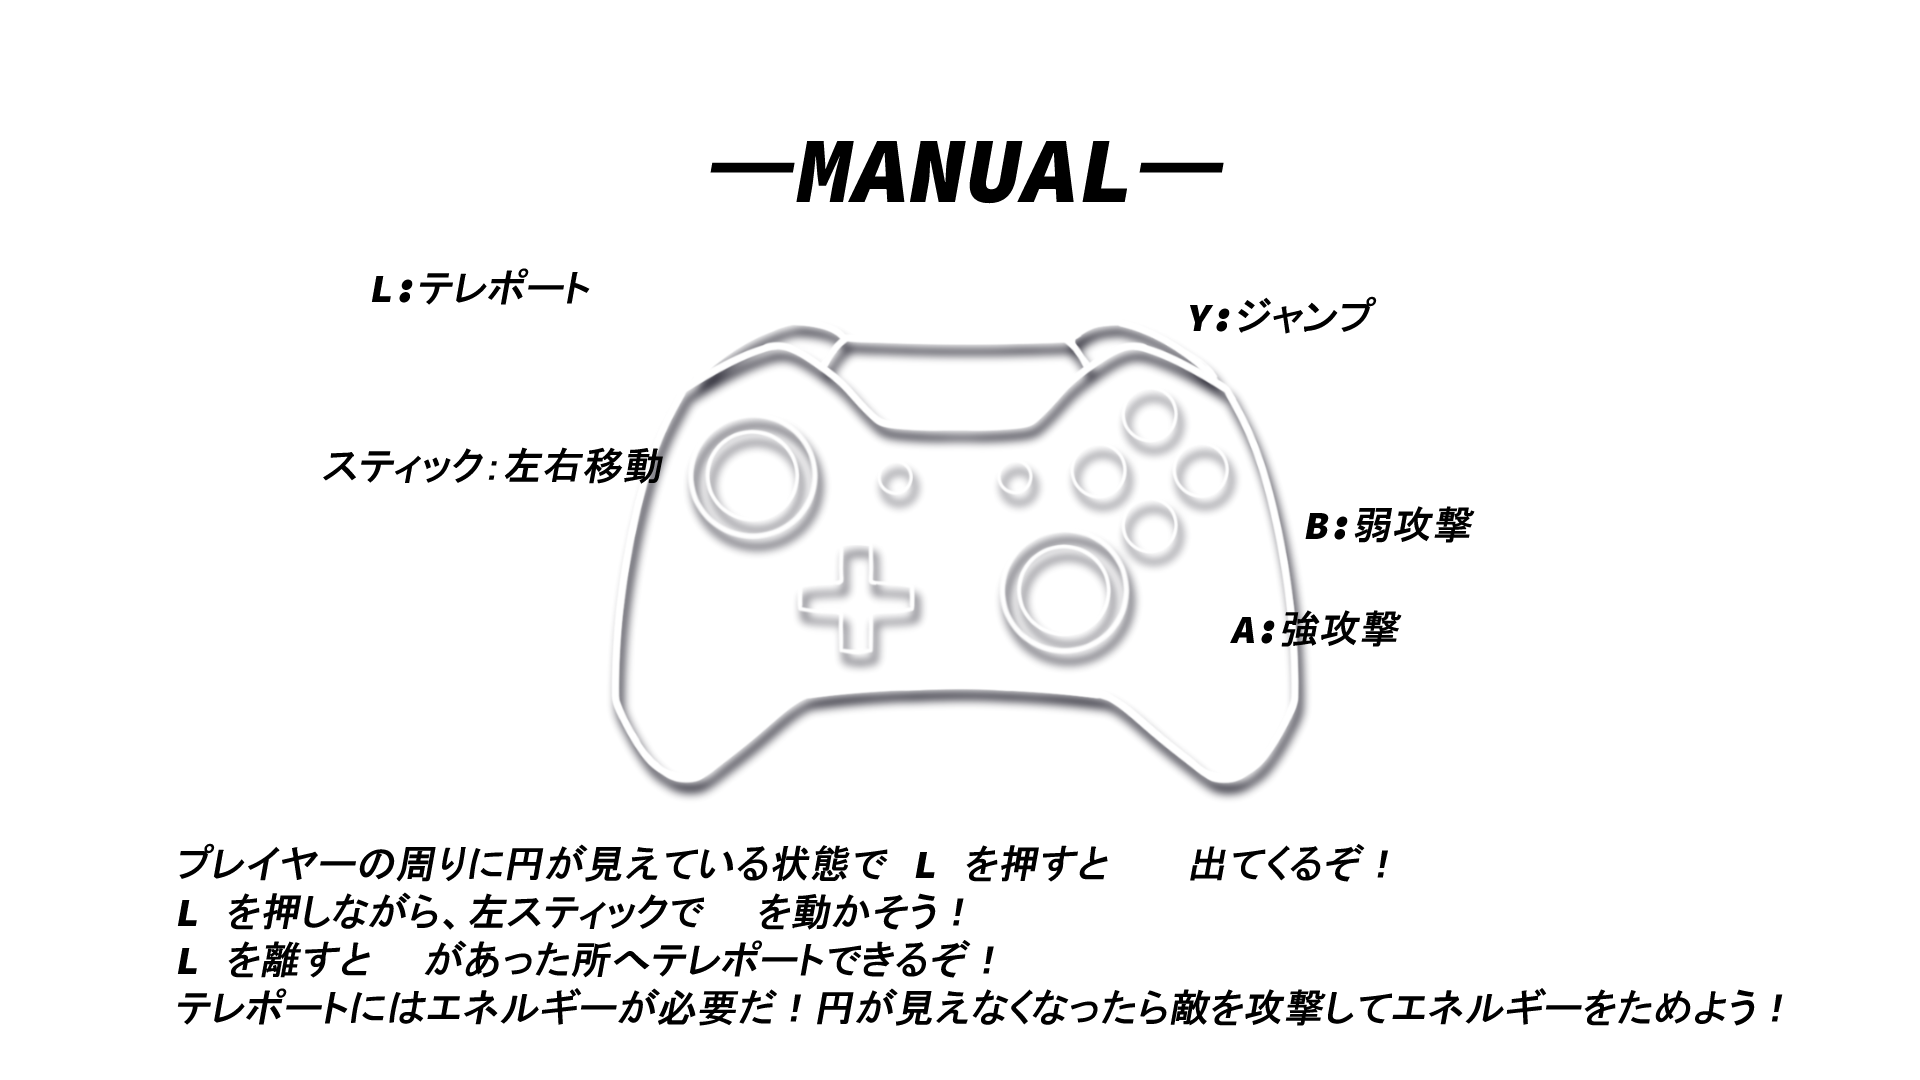 —MANUAL—
L:テレポート
Y:ジャンプ
スティック:左右移動
B:弱攻撃
A:強攻撃
プレイヤーの周りに円が見えている状態で L を押すと　　出てくるぞ！
L を押しながら、左スティックで　 を動かそう！
L を離すと　 があった所へテレポートできるぞ！
テレポートにはエネルギーが必要だ！円が見えなくなったら敵を攻撃してエネルギーをためよう！